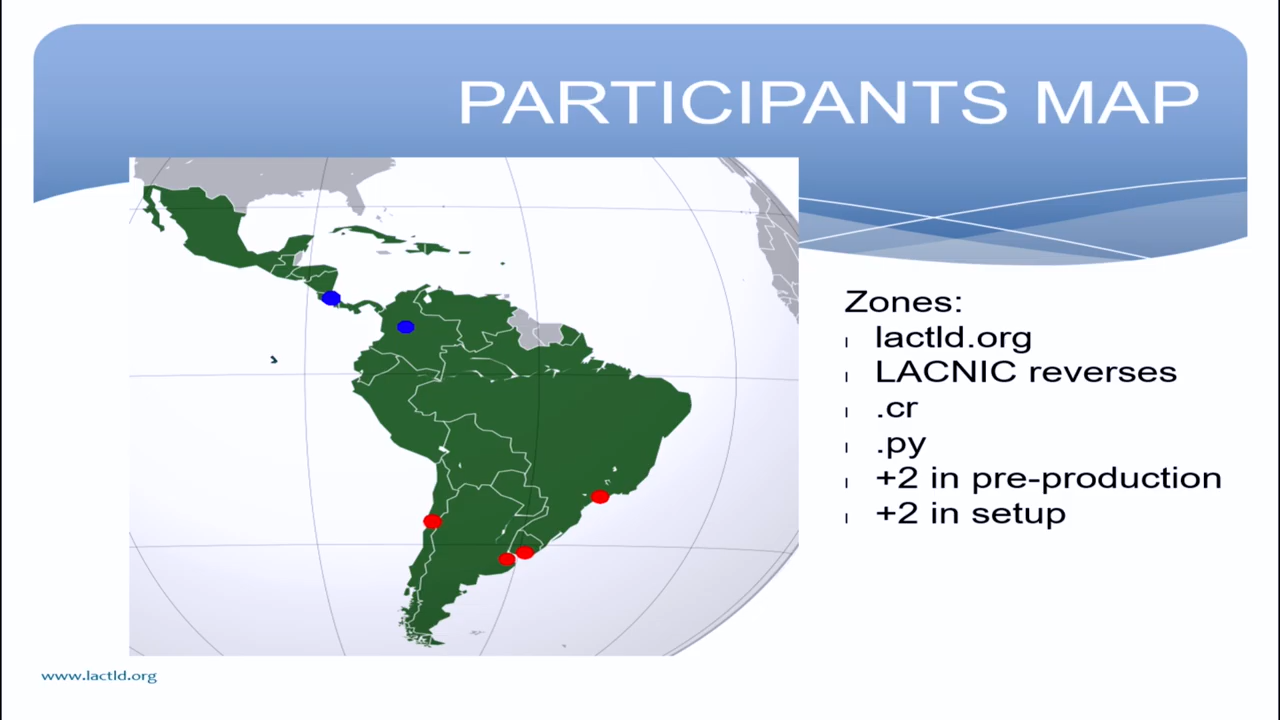 PARTICIPANTS MAP
Zones:
lactld.org
LACNIC reverses
.cr
.py
+2 in pre-production
+2 in setup
www.lactld.org